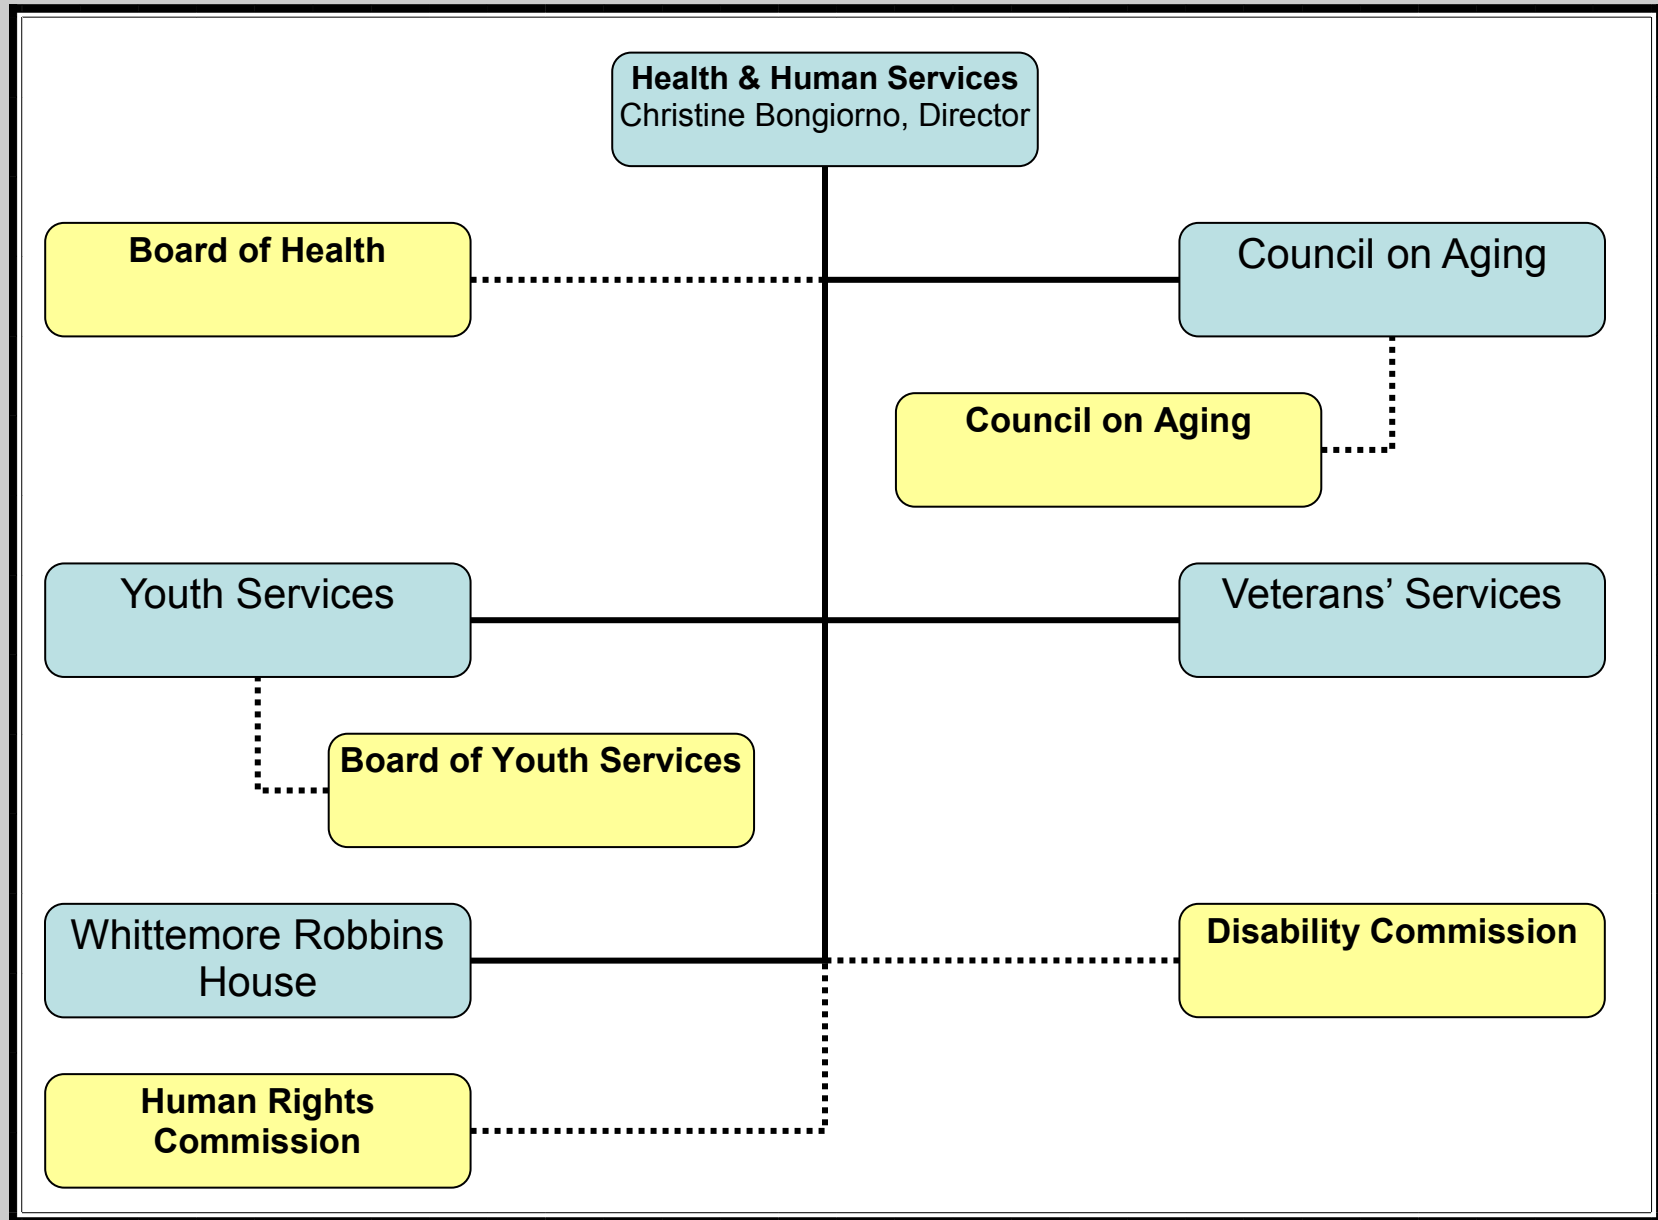 Health & Human Services
Christine Bongiorno, Director
Board of Health
Council on Aging
Council on Aging
Youth Services
Veterans’ Services
Board of Youth Services
Whittemore Robbins
House
Disability Commission
Human Rights
Commission